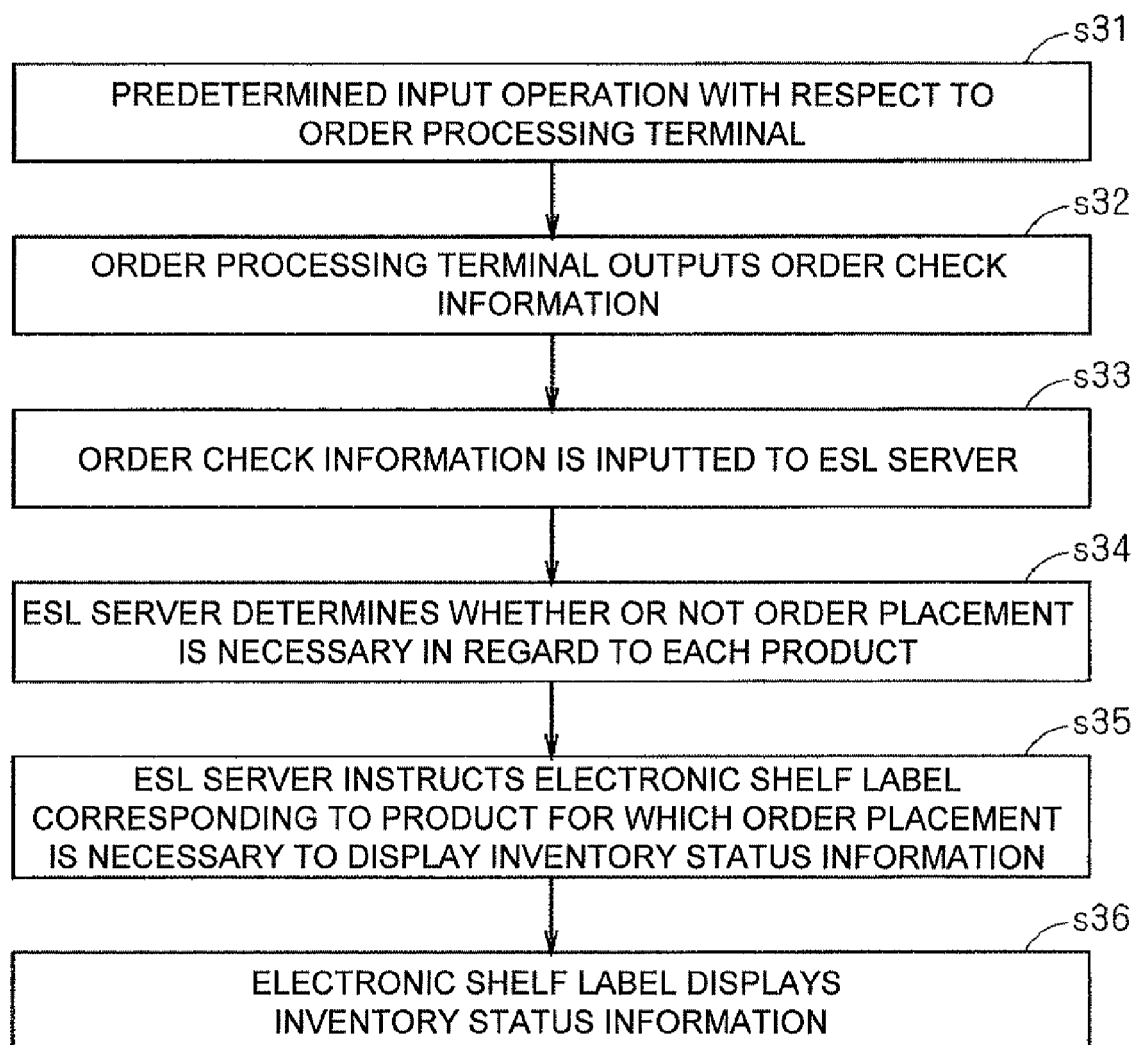 s31
PREDETERMINED INPUT OPERATION WITH RESPECT TO
ORDER PROCESSING TERMINAL
s32
ORDER PROCESSING TERMINAL OUTPUTS ORDER CHECK
INFORMATION
s33
ORDER CHECK INFORMATION IS INPUTTED TO ESL SERVER
s34
ESL SERVER DETERMINES WHETHER OR NOT ORDER PLACEMENT
IS NECESSARY IN REGARD TO EACH PRODUCT
s35
ESL SERVER INSTRUCTS ELECTRONIC SHELF LABEL
CORRESPONDING TO PRODUCT FOR WHICH ORDER PLACEMENT
IS NECESSARY TO DISPLAY INVENTORY STATUS INFORMATION
s36
ELECTRONIC SHELF LABEL DISPLAYS
INVENTORY STATUS INFORMATION